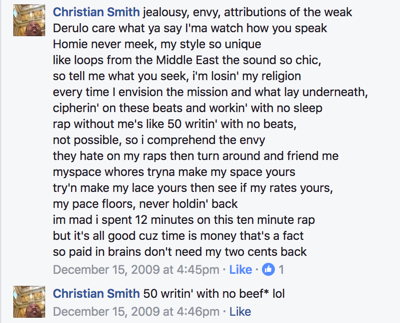 Christian Smith jealousy, envy, attributions of the weak
Derulo care what ya say I'ma watch how you speak
Homie never meek, my style so unique
like loops from the Middle East the sound so chic,
so tell me what you seek, i'm losin' my religion
every time I envision the mission and what lay underneath,
cipherin' on these beats and workin' with no sleep
rap without me's like 50 writin' with no beats,
not possible, so i comprehend the envy
they hate on my raps then turn around and friend me
myspace whores tryna make my space yours
try'n make my lace yours then see if my rates yours,
my pace floors, never holdin' back
im mad i spent 12 minutes on this ten minute rap
but it's all good cuz time is money that's a fact
so paid in brains don't need my two cents back
December 15, 2009 at 4:45pm · Like · 1
Christian Smith 50 writin' with no beef* lol
December 15, 2009 at 4:46pm · Like